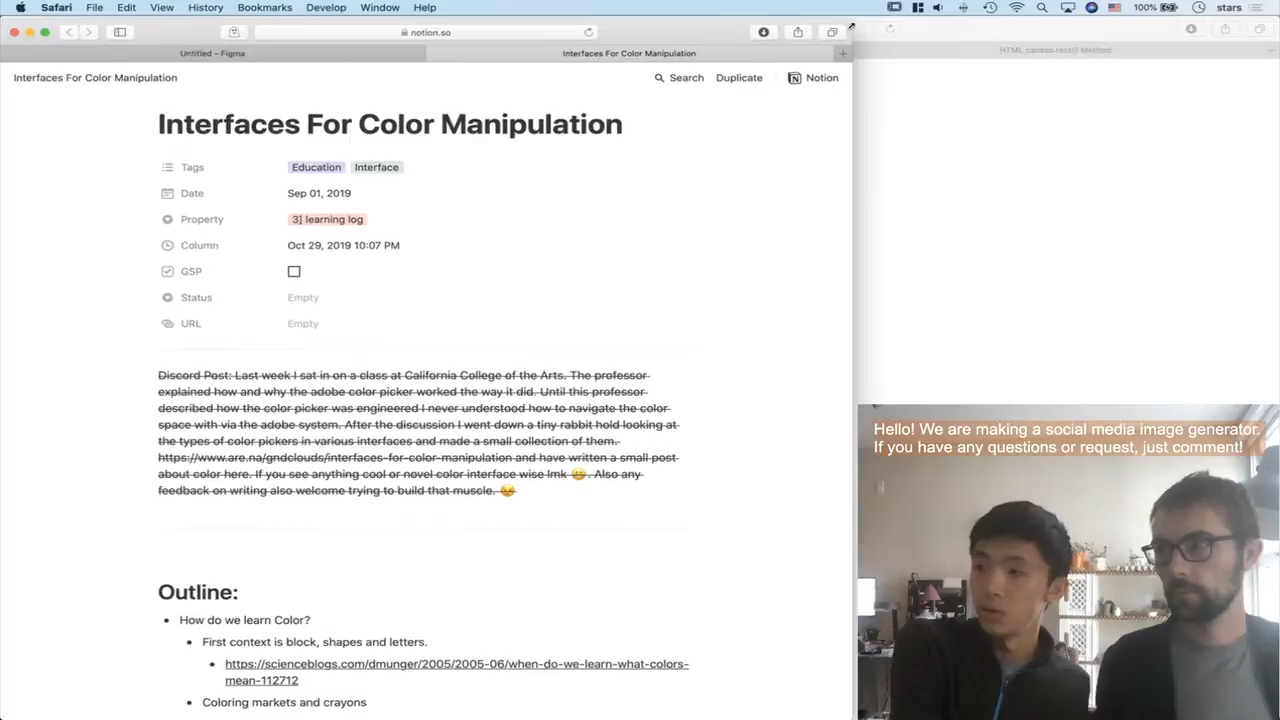 Safari File Edit View History Bookmarks Develop Window Help 100% stars
notion.so
Untitled – Figma Interfaces For Color Manipulation
HTML canvas rect() Method
Interfaces For Color Manipulation Search Duplicate Notion
Interfaces For Color Manipulation
Tags Education Interface
Date Sep 01, 2019
Property 3] learning log
Column Oct 29, 2019 10:07 PM
GSP
Status Empty
URL Empty
Discord Post: Last week I sat in on a class at California College of the Arts. The professor
explained how and why the adobe color picker worked the way it did. Until this professor
described how the color picker was engineered I never understood how to navigate the color
space with via the adobe system. After the discussion I went down a tiny rabbit hold looking at
the types of color pickers in various interfaces and made a small collection of them.
https://www.are.na/gndclouds/interfaces-for-color-manipulation and have written a small post
about color here. If you see anything cool or novel color interface wise lmk 😁. Also any
feedback on writing also welcome trying to build that muscle. 😅
Outline:
• How do we learn Color?
• First context is block, shapes and letters.
• https://scienceblogs.com/dmunger/2005/2005-06/when-do-we-learn-what-colors-
mean-112712
• Coloring markets and crayons
Hello! We are making a social media image generator.
If you have any questions or request, just comment!